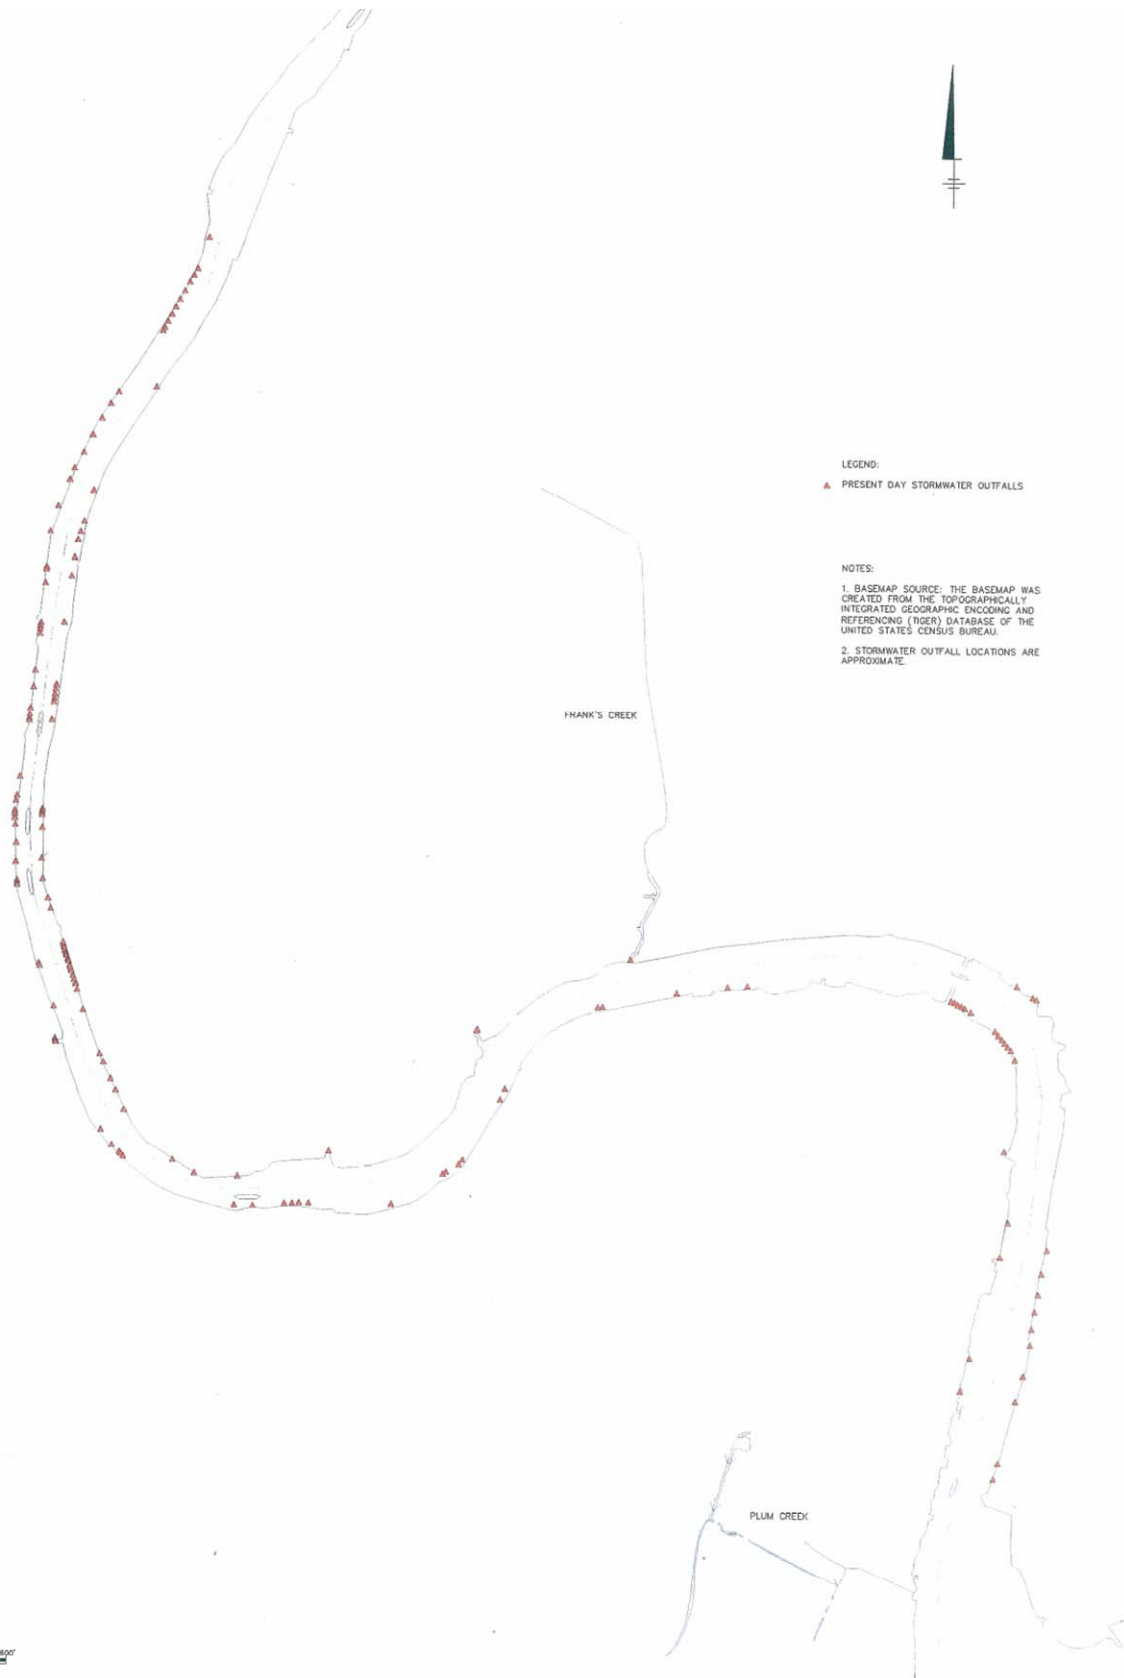 LEGEND:
PRESENT DAY STORMWATER OUTFALLS
NOTES:
1. BASEMAP SOURCE: THE BASEMAP WAS
CREATED FROM THE TOPOGRAPHICALLY
INTEGRATED GEOGRAPHIC ENCODING AND
REFERENCING (TIGER) DATABASE OF THE
UNITED STATES CENSUS BUREAU.
2. STORMWATER OUTFALL LOCATIONS ARE
APPROXIMATE.
FRANK'S CREEK
PLUM CREEK